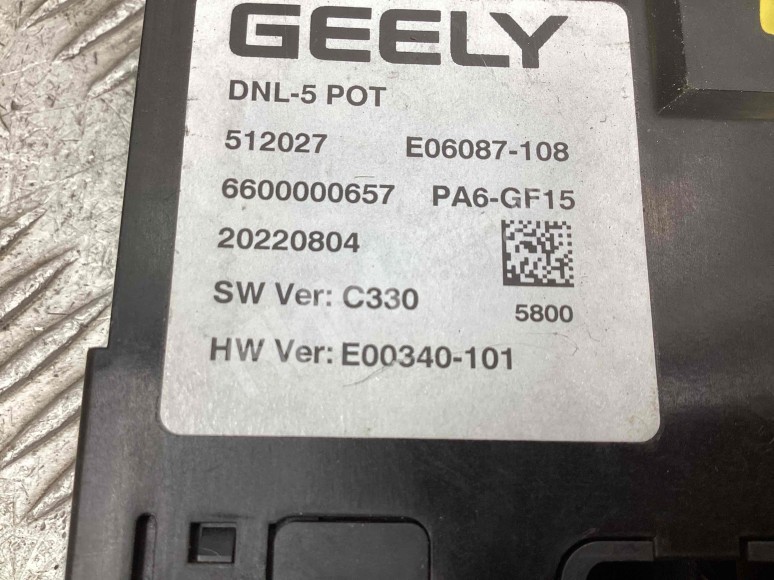 GEELY
DNL-5 POT
512027 E06087-108
6600000657 PA6-GF15
20220804
SW Ver: C330 5800
HW Ver: E00340-101